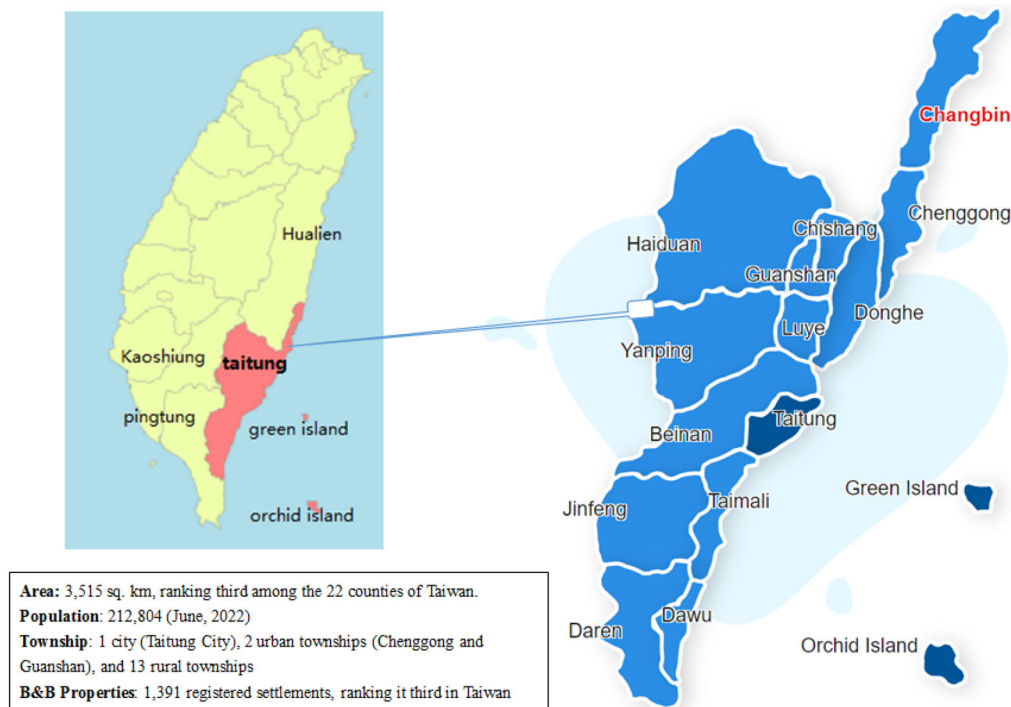 Hualien
Kaoshiung
taitung
pingtung
green island
orchid island
Changbin
Chenggong
Chishang
Haiduan
Guanshan
Donghe
Luye
Yanping
Taitung
Beinan
Green Island
Taimali
Jinfeng
Dawu
Daren
Orchid Island
Area: 3,515 sq. km, ranking third among the 22 counties of Taiwan.
Population: 212,804 (June, 2022)
Township: 1 city (Taitung City), 2 urban townships (Chenggong and
Guanshan), and 13 rural townships
B&B Properties: 1,391 registered settlements, ranking it third in Taiwan